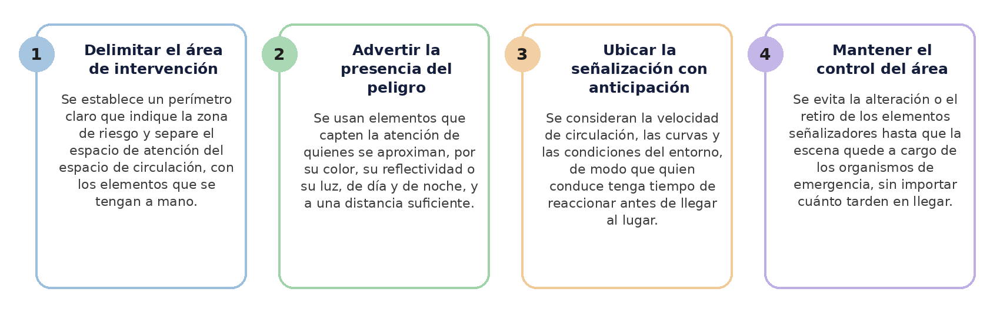 1
Delimitar el área
de intervención
Se establece un perímetro
claro que indique la zona
de riesgo y separe el
espacio de atención del
espacio de circulación, con
los elementos que se
tengan a mano.
2
Advertir la
presencia del
peligro
Se usan elementos que
capten la atención de
quienes se aproximan, por
su color, su reflectividad o
su luz, de día y de noche, y
a una distancia suficiente.
3
Ubicar la
señalización con
anticipación
Se consideran la velocidad
de circulación, las curvas y
las condiciones del entorno,
de modo que quien
conduce tenga tiempo de
reaccionar antes de llegar
al lugar.
4
Mantener el
control del área
Se evita la alteración o el
retiro de los elementos
señalizadores hasta que la
escena quede a cargo de
los organismos de
emergencia, sin importar
cuánto tarden en llegar.